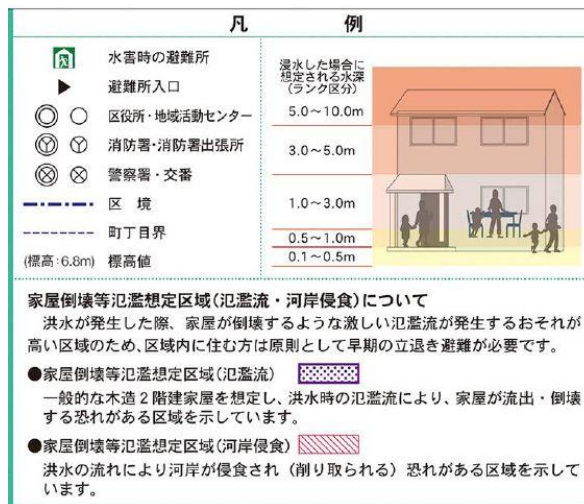 凡 例
水害時の避難所
避難所入口
区役所・地域活動センター
消防署・消防署出張所
警察署・交番
区 境
町丁目界
(標高:6.8m) 標高値
浸水した場合に
想定される水深
(ランク区分)
5.0～10.0m
3.0～5.0m
1.0～3.0m
0.5～1.0m
0.1～0.5m
家屋倒壊等氾濫想定区域(氾濫流・河岸侵食)について
洪水が発生した際、家屋が倒壊するような激しい氾濫流が発生するおそれが
高い区域のため、区域内に住む方は原則として早期の立退き避難が必要です。
●家屋倒壊等氾濫想定区域(氾濫流)
一般的な木造2階建家屋を想定し、洪水時の氾濫流により、家屋が流出・倒壊
する恐れがある区域を示しています。
●家屋倒壊等氾濫想定区域(河岸侵食)
洪水の流れにより河岸が侵食され(削り取られる)恐れがある区域を示して
います。